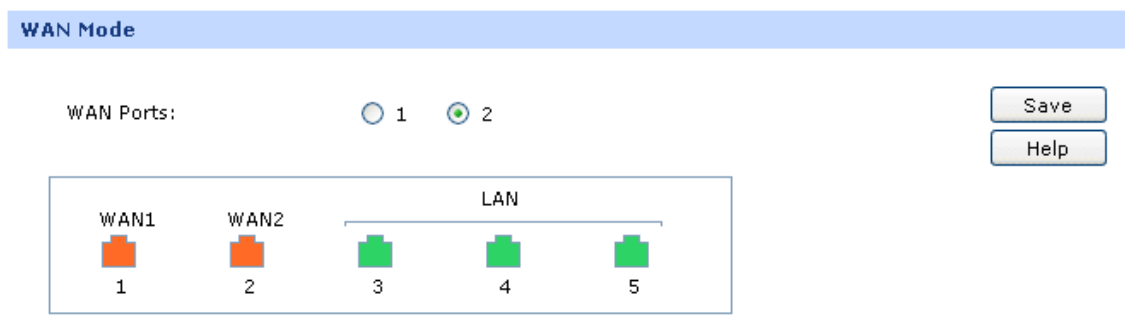 WAN Mode
WAN Ports: 1 2
Save
Help
LAN
WAN1 WAN2
1 2 3 4 5